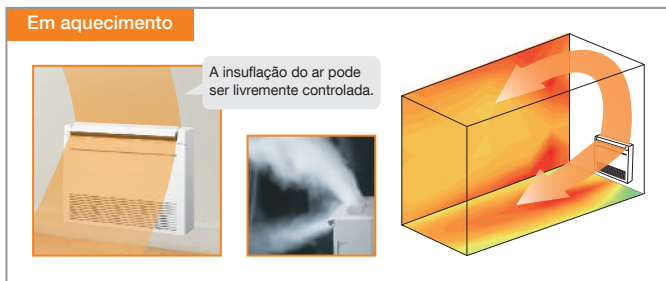 Em aquecimento
A insuflação do ar pode
ser livremente controlada.